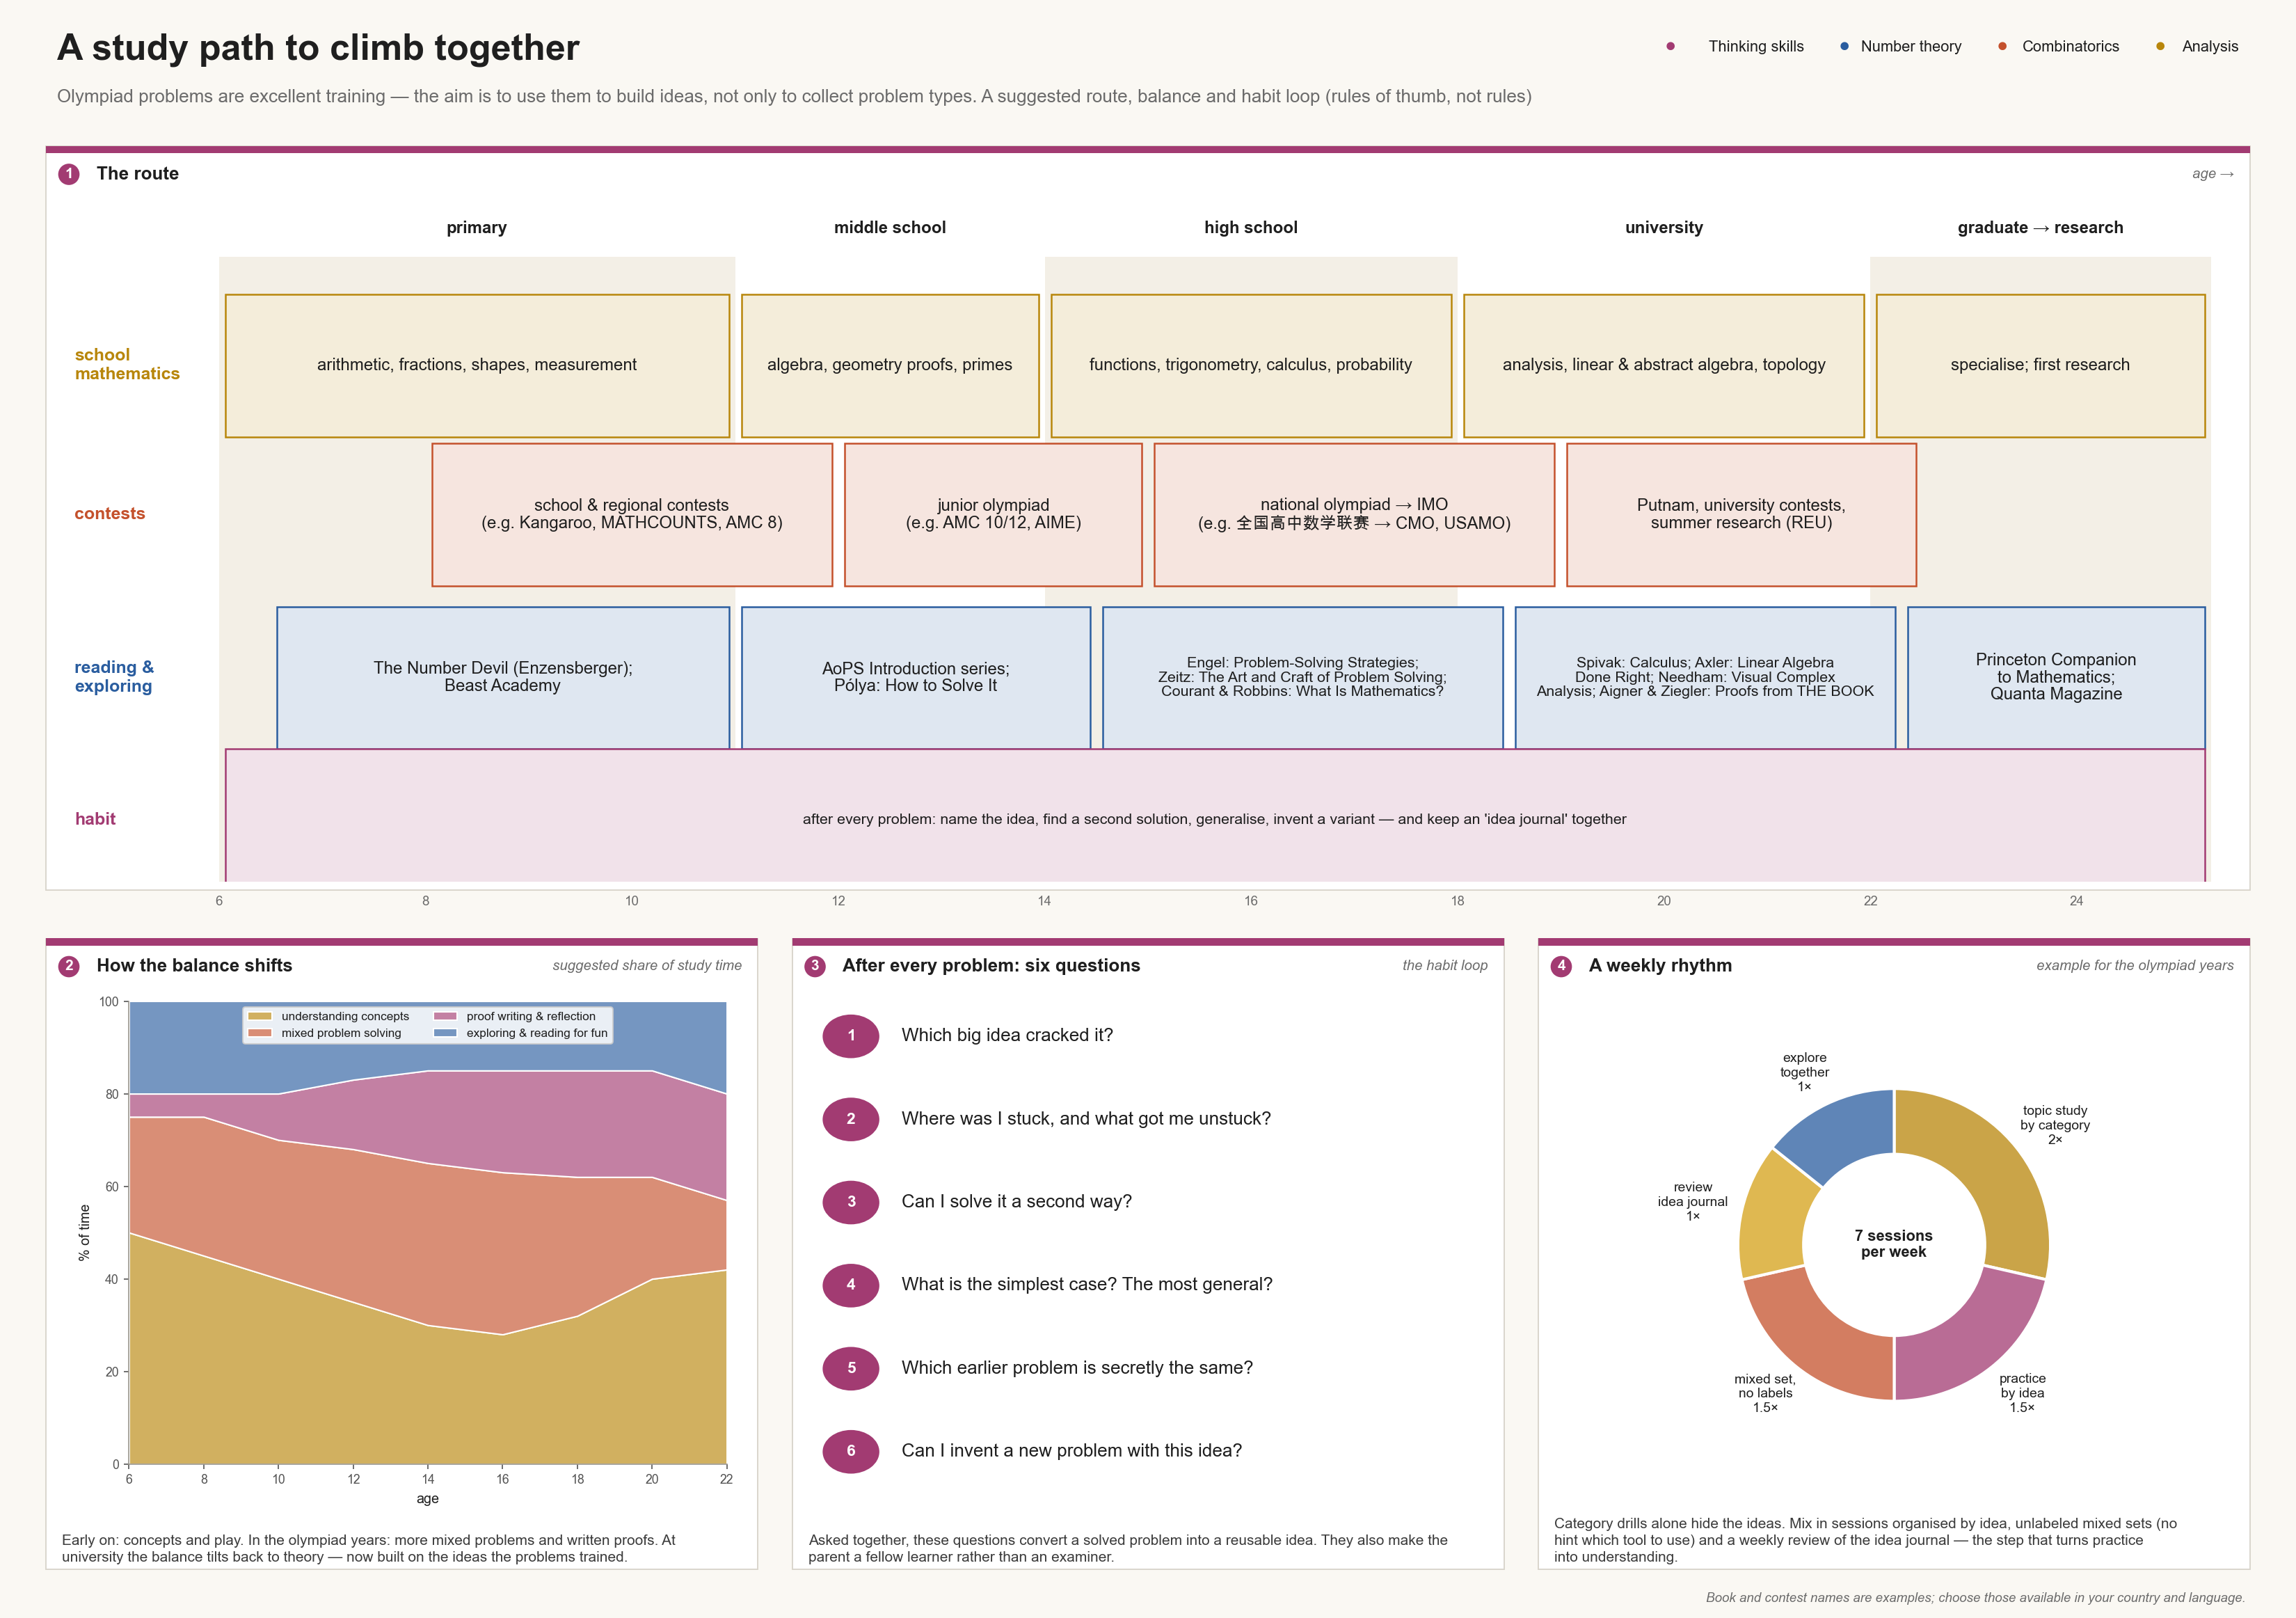 A study path to climb together
Thinking skills
Number theory
Combinatorics
Analysis
Olympiad problems are excellent training — the aim is to use them to build ideas, not only to collect problem types. A suggested route, balance and habit loop (rules of thumb, not rules)
1 The route
age →
primary
middle school
high school
university
graduate → research
school
mathematics
arithmetic, fractions, shapes, measurement
algebra, geometry proofs, primes
functions, trigonometry, calculus, probability
analysis, linear & abstract algebra, topology
specialise; first research
contests
school & regional contests
(e.g. Kangaroo, MATHCOUNTS, AMC 8)
junior olympiad
(e.g. AMC 10/12, AIME)
national olympiad → IMO
(e.g. 全国高中数学联赛 → CMO, USAMO)
Putnam, university contests,
summer research (REU)
reading &
exploring
The Number Devil (Enzensberger);
Beast Academy
AoPS Introduction series;
Pólya: How to Solve It
Engel: Problem-Solving Strategies;
Zeitz: The Art and Craft of Problem Solving;
Courant & Robbins: What Is Mathematics?
Spivak: Calculus; Axler: Linear Algebra
Done Right; Needham: Visual Complex
Analysis; Aigner & Ziegler: Proofs from THE BOOK
Princeton Companion
to Mathematics;
Quanta Magazine
habit
after every problem: name the idea, find a second solution, generalise, invent a variant — and keep an 'idea journal' together
6 8 10 12 14 16 18 20 22 24
2 How the balance shifts
suggested share of study time
understanding concepts
mixed problem solving
proof writing & reflection
exploring & reading for fun
% of time
100
80
60
40
20
0
6 8 10 12 14 16 18 20 22
age
Early on: concepts and play. In the olympiad years: more mixed problems and written proofs. At
university the balance tilts back to theory — now built on the ideas the problems trained.
3 After every problem: six questions
the habit loop
1 Which big idea cracked it?
2 Where was I stuck, and what got me unstuck?
3 Can I solve it a second way?
4 What is the simplest case? The most general?
5 Which earlier problem is secretly the same?
6 Can I invent a new problem with this idea?
Asked together, these questions convert a solved problem into a reusable idea. They also make the
parent a fellow learner rather than an examiner.
4 A weekly rhythm
example for the olympiad years
explore
together
1×
topic study
by category
2×
review
idea journal
1×
7 sessions
per week
mixed set,
no labels
1.5×
practice
by idea
1.5×
Category drills alone hide the ideas. Mix in sessions organised by idea, unlabeled mixed sets (no
hint which tool to use) and a weekly review of the idea journal — the step that turns practice
into understanding.
Book and contest names are examples; choose those available in your country and language.